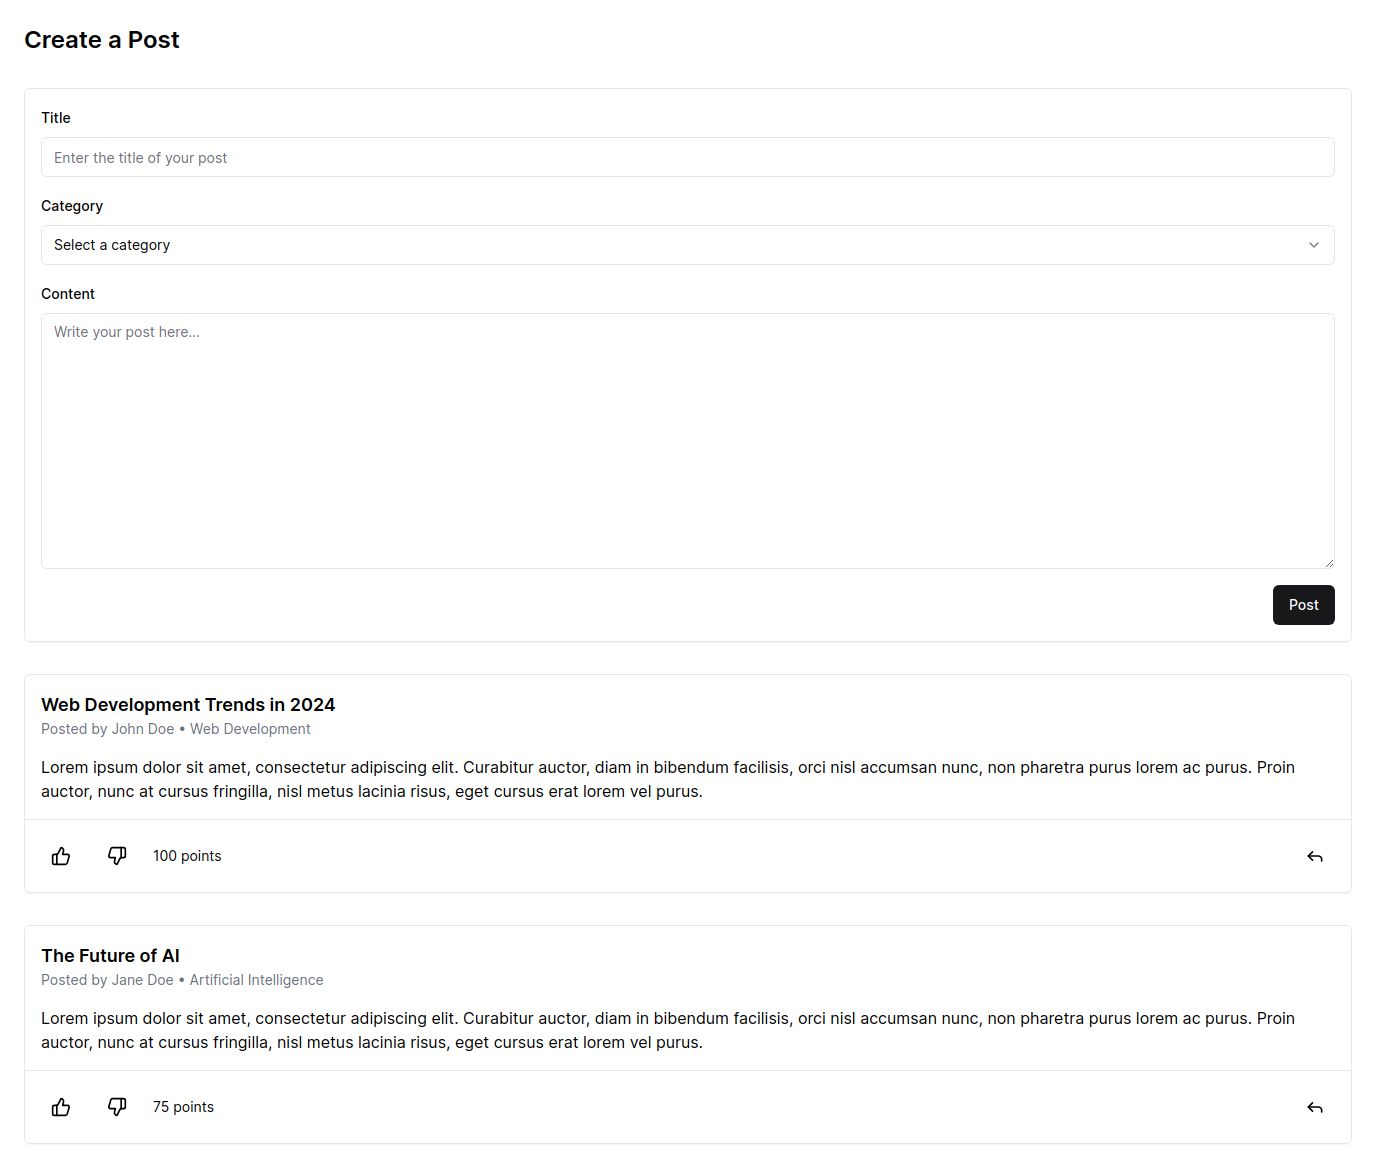 Create a Post
Title
Enter the title of your post
Category
Select a category
Content
Write your post here...
Post
Web Development Trends in 2024
Posted by John Doe • Web Development
Lorem ipsum dolor sit amet, consectetur adipiscing elit. Curabitur auctor, diam in bibendum facilisis, orci nisl accumsan nunc, non pharetra purus lorem ac purus. Proin
auctor, nunc at cursus fringilla, nisl metus lacinia risus, eget cursus erat lorem vel purus.
100 points
The Future of AI
Posted by Jane Doe • Artificial Intelligence
Lorem ipsum dolor sit amet, consectetur adipiscing elit. Curabitur auctor, diam in bibendum facilisis, orci nisl accumsan nunc, non pharetra purus lorem ac purus. Proin
auctor, nunc at cursus fringilla, nisl metus lacinia risus, eget cursus erat lorem vel purus.
75 points